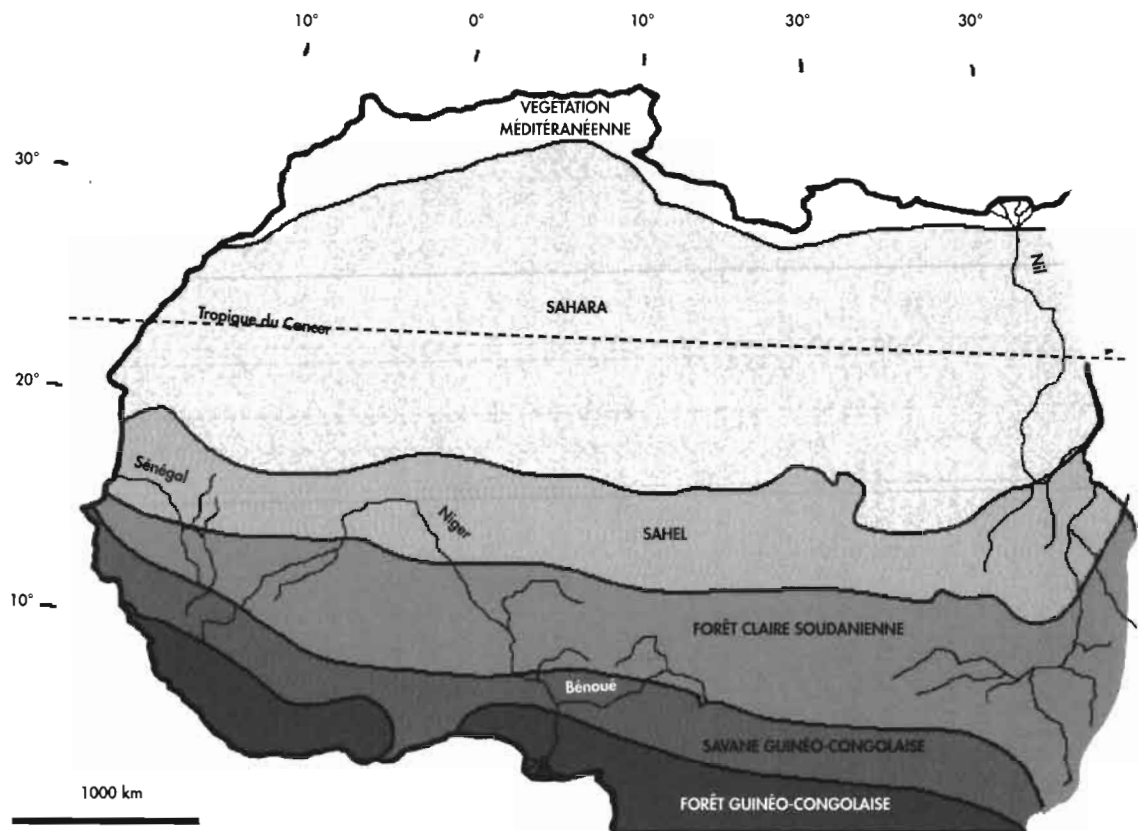 10° 0° 10° 30° 30°
VÉGÉTATION
MÉDITÉRANÉENNE
30°
Nil
SAHARA
Tropique du Cancer
20°
Sénégal
Niger
SAHEL
10°
FORÊT CLAIRE SOUDANIENNE
Bénoué
SAVANE GUINÉO-CONGOLAISE
1000 km
FORÊT GUINÉO-CONGOLAISE